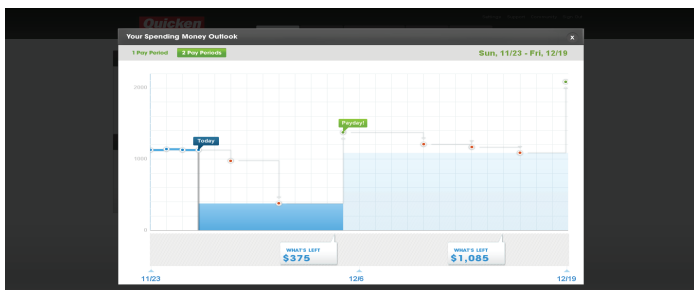 Quicken
Your Spending Money Outlook
x
1 Pay Period
2 Pay Periods
Sun, 11/23 - Fri, 12/19
2000
Payday!
Today
1000
0
WHAT'S LEFT
$375
WHAT'S LEFT
$1,085
11/23
12/6
12/19